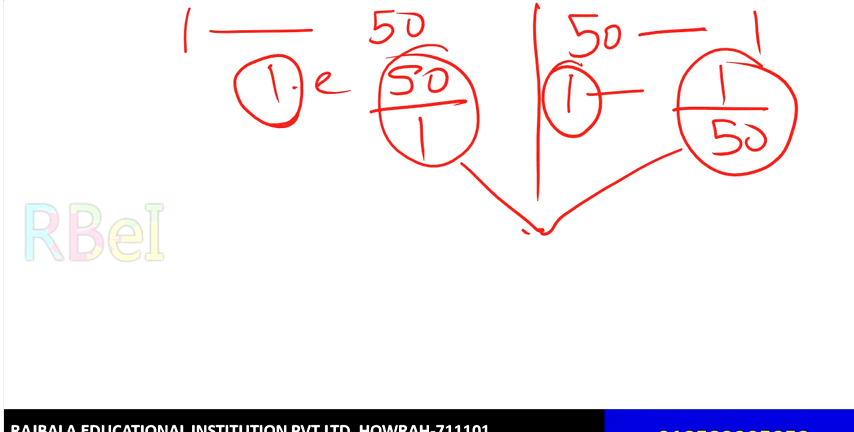 1 — 50
1 e 50/1
50 — 1
1 — 1/50
RBeI
RAJBALA EDUCATIONAL INSTITUTION PVT LTD, HOWRAH-711101